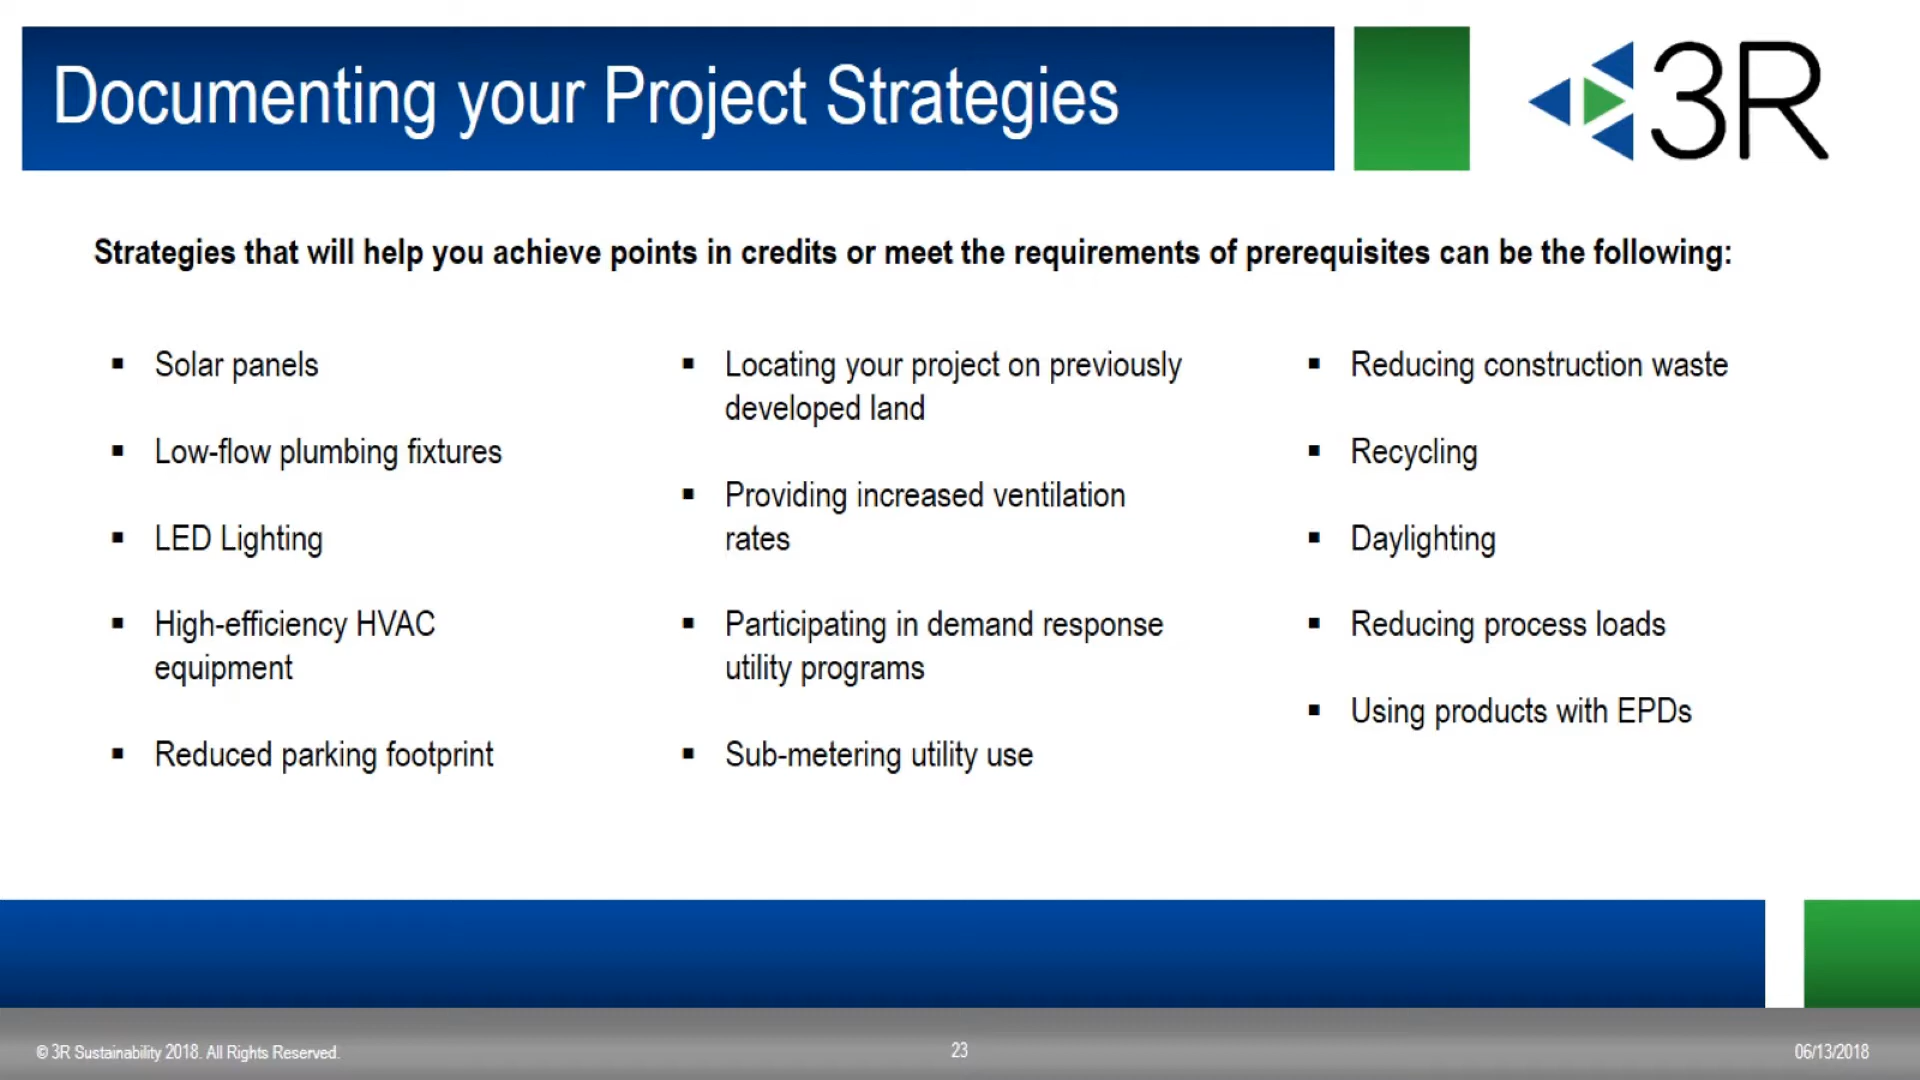 Documenting your Project Strategies
3R
Strategies that will help you achieve points in credits or meet the requirements of prerequisites can be the following:
▪ Solar panels
▪ Low-flow plumbing fixtures
▪ LED Lighting
▪ High-efficiency HVAC
equipment
▪ Reduced parking footprint
▪ Locating your project on previously
developed land
▪ Providing increased ventilation
rates
▪ Participating in demand response
utility programs
▪ Sub-metering utility use
▪ Reducing construction waste
▪ Recycling
▪ Daylighting
▪ Reducing process loads
▪ Using products with EPDs
© 3R Sustainability 2018. All Rights Reserved.
23
06/13/2018